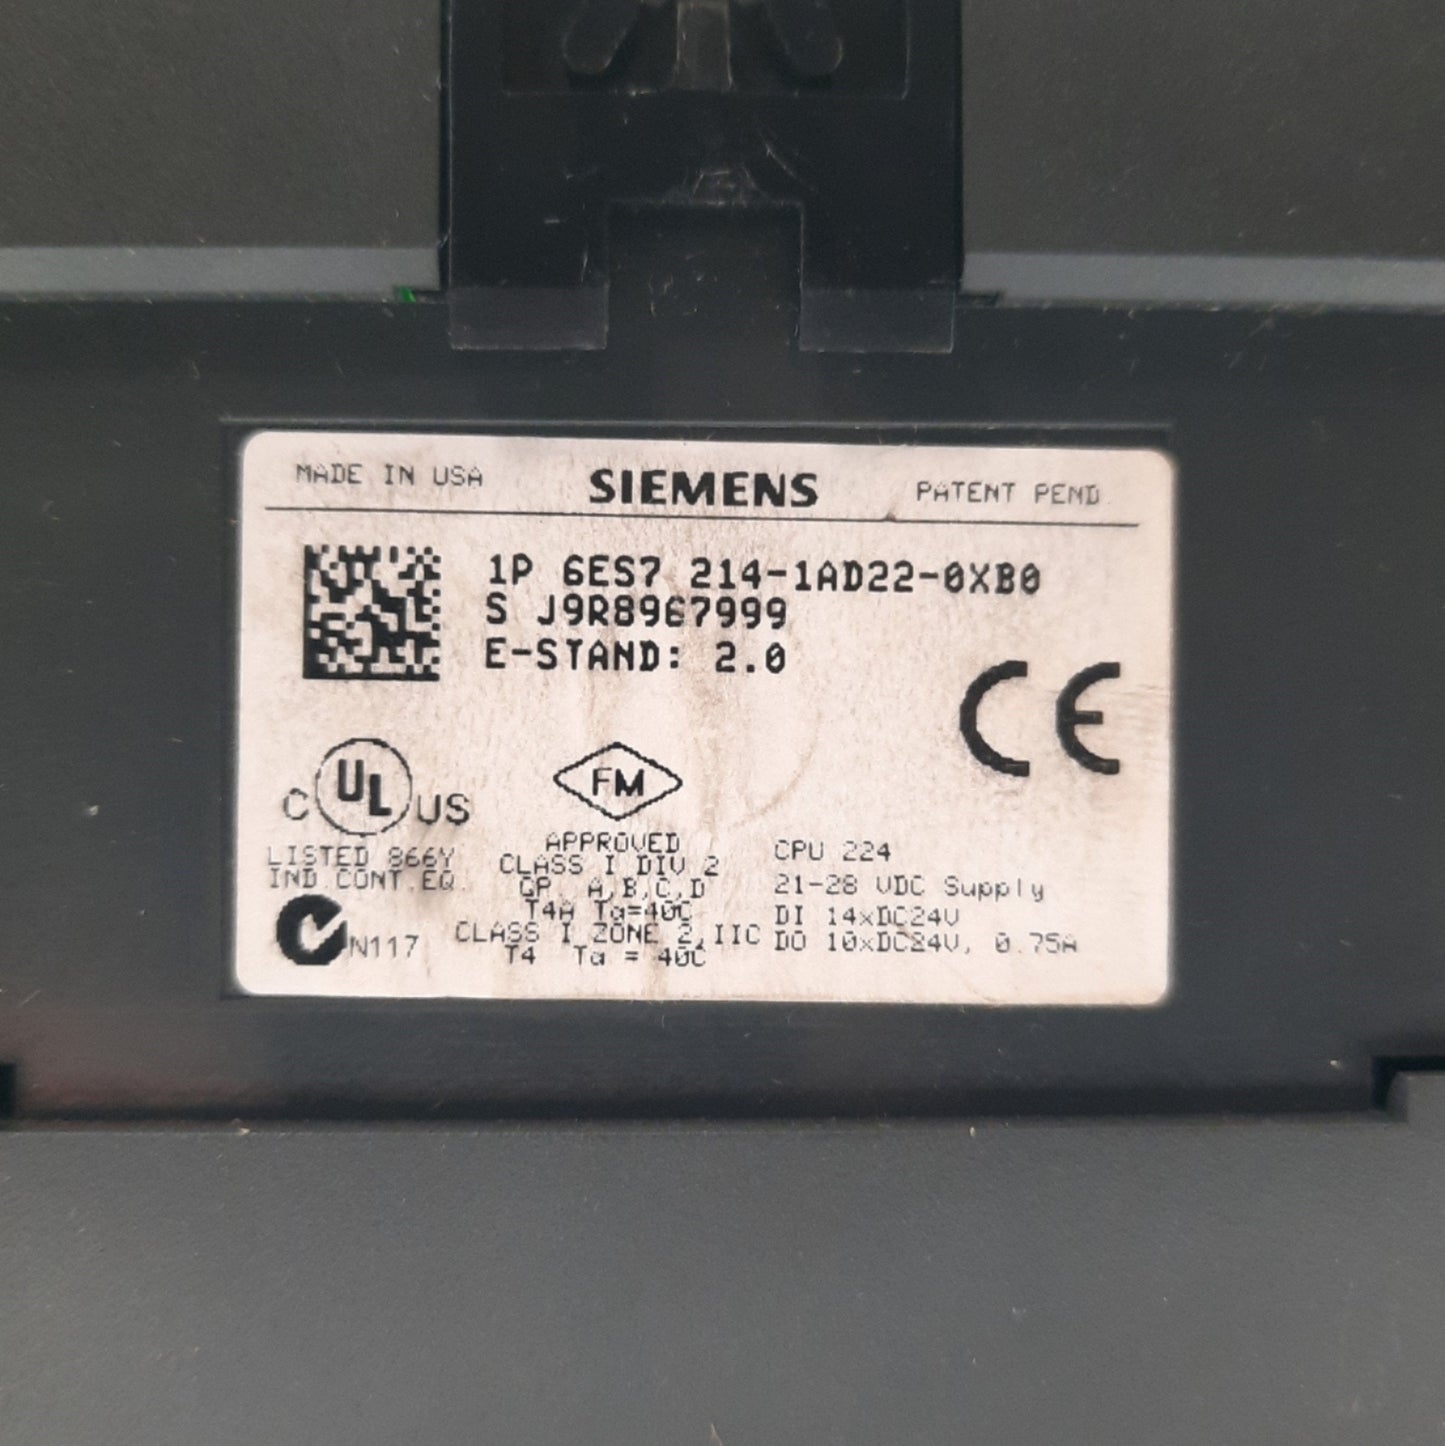 MADE IN USA SIEMENS PATENT PEND.
1P 6ES7 214-1AD22-0XB0
S J9R8967999
E-STAND: 2.0
CE
C UL US
LISTED 866Y
IND.CONT.EQ.
N117
FM
APPROVED
CLASS I DIV 2
GP. A,B,C,D
T4A Ta=40C
CLASS I ZONE 2,IIC
T4 Ta = 40C
CPU 224
21-28 VDC Supply
DI 14xDC24V
DO 10xDC24V, 0.75A